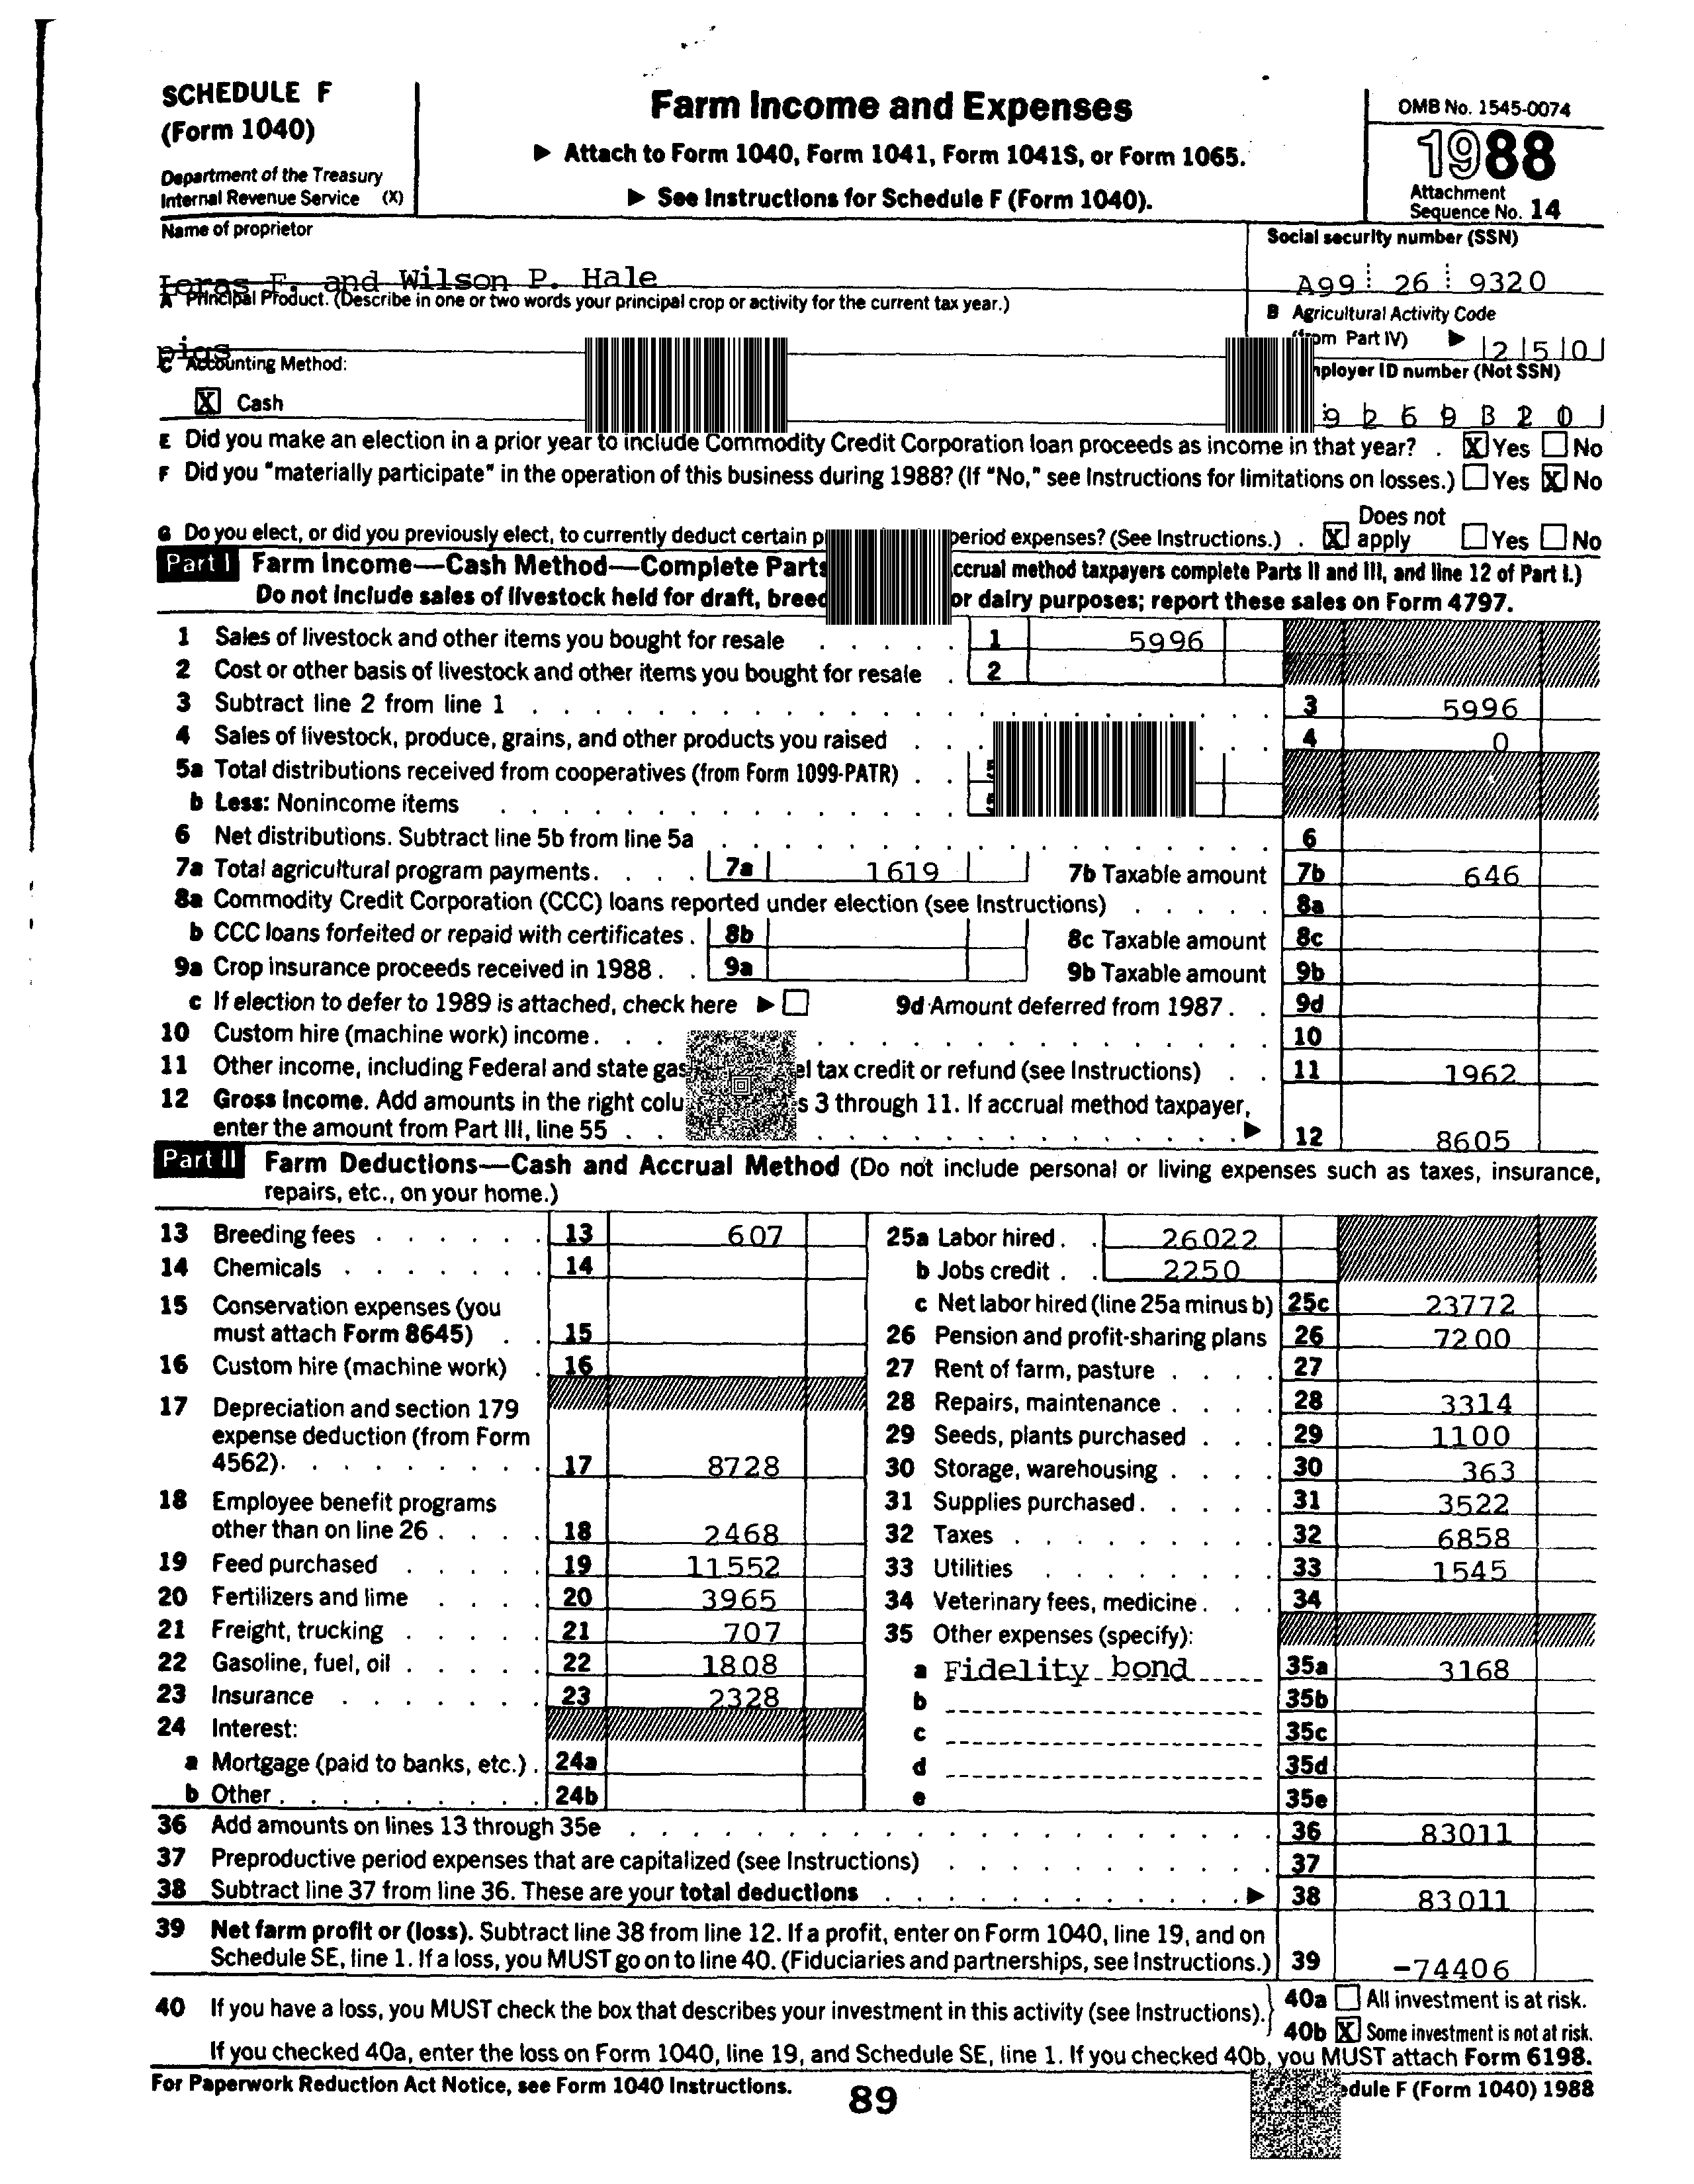 SCHEDULE F
(Form 1040)
Department of the Treasury
Internal Revenue Service (X)
Farm Income and Expenses
▶ Attach to Form 1040, Form 1041, Form 1041S, or Form 1065.
▶ See Instructions for Schedule F (Form 1040).
OMB No. 1545-0074
1988
Attachment
Sequence No. 14
Name of proprietor
Social security number (SSN)
F. and Wilson P. Hale
A99 26 9320
A Principal Product. (Describe in one or two words your principal crop or activity for the current tax year.)
B Agricultural Activity Code
(from Part IV) ▶ 2 5 0
pigs
C Accounting Method:
ployer ID number (Not SSN)
X Cash
9 2 6 9 3 2 0
E Did you make an election in a prior year to include Commodity Credit Corporation loan proceeds as income in that year? . X Yes No
F Did you "materially participate" in the operation of this business during 1988? (If "No," see Instructions for limitations on losses.) Yes X No
G Do you elect, or did you previously elect, to currently deduct certain p eriod expenses? (See Instructions.) . X Does not apply Yes No
Part I Farm Income—Cash Method—Complete Parts ccrual method taxpayers complete Parts II and III, and line 12 of Part I.)
Do not include sales of livestock held for draft, breed or dairy purposes; report these sales on Form 4797.
1 Sales of livestock and other items you bought for resale . . . . . 1 5996
2 Cost or other basis of livestock and other items you bought for resale . 2
3 Subtract line 2 from line 1 . . . . . 3 5996
4 Sales of livestock, produce, grains, and other products you raised . . . 4 0
5a Total distributions received from cooperatives (from Form 1099-PATR) . .
b Less: Nonincome items . . . . .
6 Net distributions. Subtract line 5b from line 5a . . . . . 6
7a Total agricultural program payments. . . . . 7a 1619 7b Taxable amount 7b 646
8a Commodity Credit Corporation (CCC) loans reported under election (see Instructions) . . . . . 8a
b CCC loans forfeited or repaid with certificates . 8b 8c Taxable amount 8c
9a Crop insurance proceeds received in 1988 . . 9a 9b Taxable amount 9b
c If election to defer to 1989 is attached, check here ▶ 9d Amount deferred from 1987 . . 9d
10 Custom hire (machine work) income . . . . . 10
11 Other income, including Federal and state gas el tax credit or refund (see Instructions) . . 11 1962
12 Gross Income. Add amounts in the right colu s 3 through 11. If accrual method taxpayer,
enter the amount from Part III, line 55 . . . . . ▶ 12 8605
Part II Farm Deductions—Cash and Accrual Method (Do not include personal or living expenses such as taxes, insurance,
repairs, etc., on your home.)
13 Breeding fees . . . . . . 13 607
14 Chemicals . . . . . . . 14
15 Conservation expenses (you
must attach Form 8645) . . 15
16 Custom hire (machine work) . 16
17 Depreciation and section 179
expense deduction (from Form
4562). . . . . . . . . 17 8728
18 Employee benefit programs
other than on line 26 . . . . 18 2468
19 Feed purchased . . . . . 19 11552
20 Fertilizers and lime . . . . 20 3965
21 Freight, trucking . . . . . 21 707
22 Gasoline, fuel, oil . . . . . 22 1808
23 Insurance . . . . . . . 23 2328
24 Interest:
a Mortgage (paid to banks, etc.) . 24a
b Other . . . . . . . . . 24b
25a Labor hired . . 26022
b Jobs credit . . 2250
c Net labor hired (line 25a minus b) 25c 23772
26 Pension and profit-sharing plans 26 7200
27 Rent of farm, pasture . . . . 27
28 Repairs, maintenance . . . . 28 3314
29 Seeds, plants purchased . . . 29 1100
30 Storage, warehousing . . . . 30 363
31 Supplies purchased . . . . . 31 3522
32 Taxes . . . . . . . . . 32 6858
33 Utilities . . . . . . . . 33 1545
34 Veterinary fees, medicine . . . 34
35 Other expenses (specify):
a Fidelity bond 35a 3168
b 35b
c 35c
d 35d
e 35e
36 Add amounts on lines 13 through 35e . . . . . 36 83011
37 Preproductive period expenses that are capitalized (see Instructions) . . . . . 37
38 Subtract line 37 from line 36. These are your total deductions . . . . . ▶ 38 83011
39 Net farm profit or (loss). Subtract line 38 from line 12. If a profit, enter on Form 1040, line 19, and on
Schedule SE, line 1. If a loss, you MUST go on to line 40. (Fiduciaries and partnerships, see Instructions.) 39 -74406
40 If you have a loss, you MUST check the box that describes your investment in this activity (see Instructions).
40a All investment is at risk.
40b X Some investment is not at risk.
If you checked 40a, enter the loss on Form 1040, line 19, and Schedule SE, line 1. If you checked 40b, you MUST attach Form 6198.
For Paperwork Reduction Act Notice, see Form 1040 Instructions.
89
edule F (Form 1040) 1988